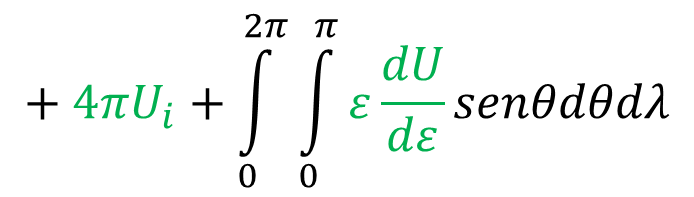 + 4πU_i + ∫_0^{2π} ∫_0^π ε dU/dε senθdθdλ